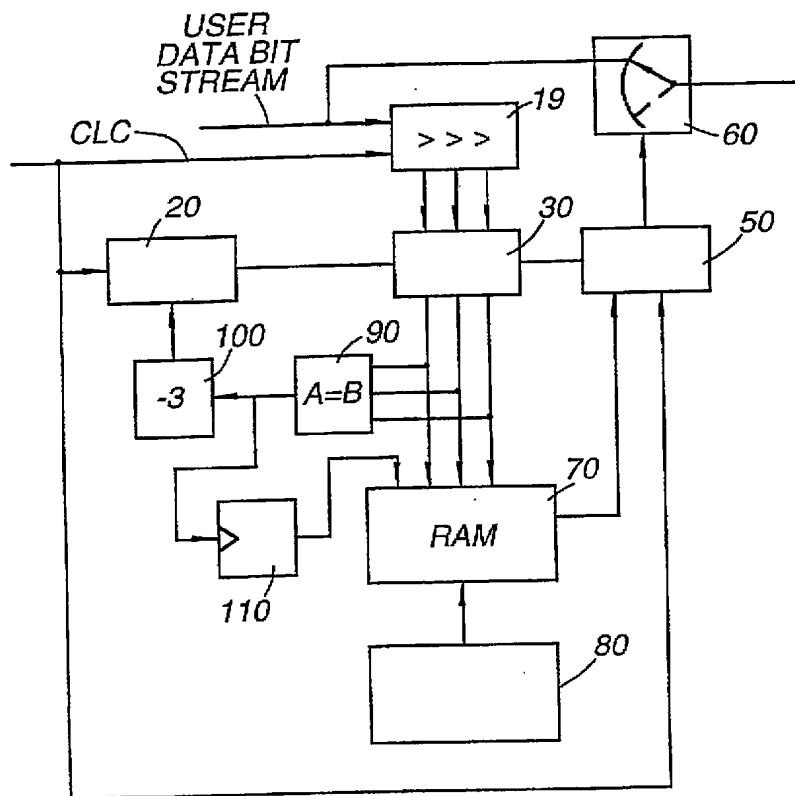 USER
DATA BIT
STREAM
19
CLC
> > >
60
20
30
50
100
90
-3
A=B
70
RAM
110
80